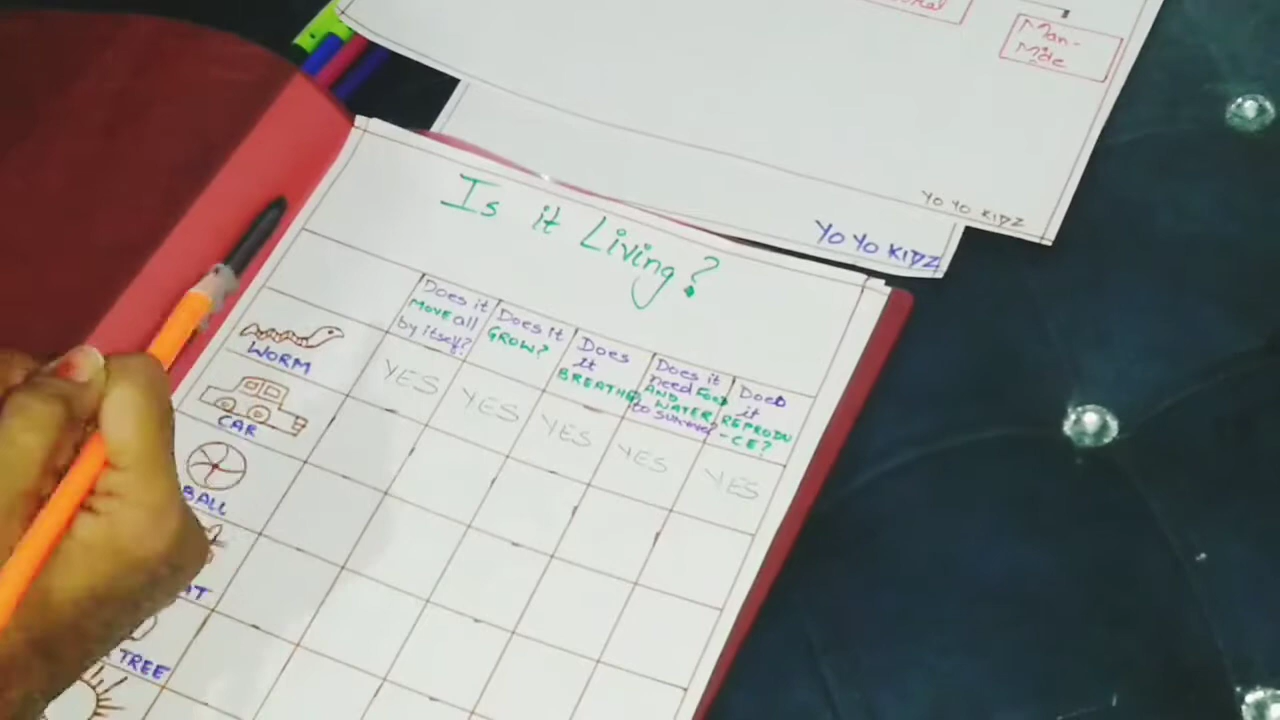 Man-
Made
YO YO KIDZ
YO YO KIDZ
Is it Living?
Does it
MOVE all
by itself?
Does it
GROW?
Does
it
BREATHE?
Does it
need FOOD
AND
WATER
to survive?
Does
it
REPRODU
-CE?
WORM
YES
YES
YES
YES
YES
CAR
BALL
TREE